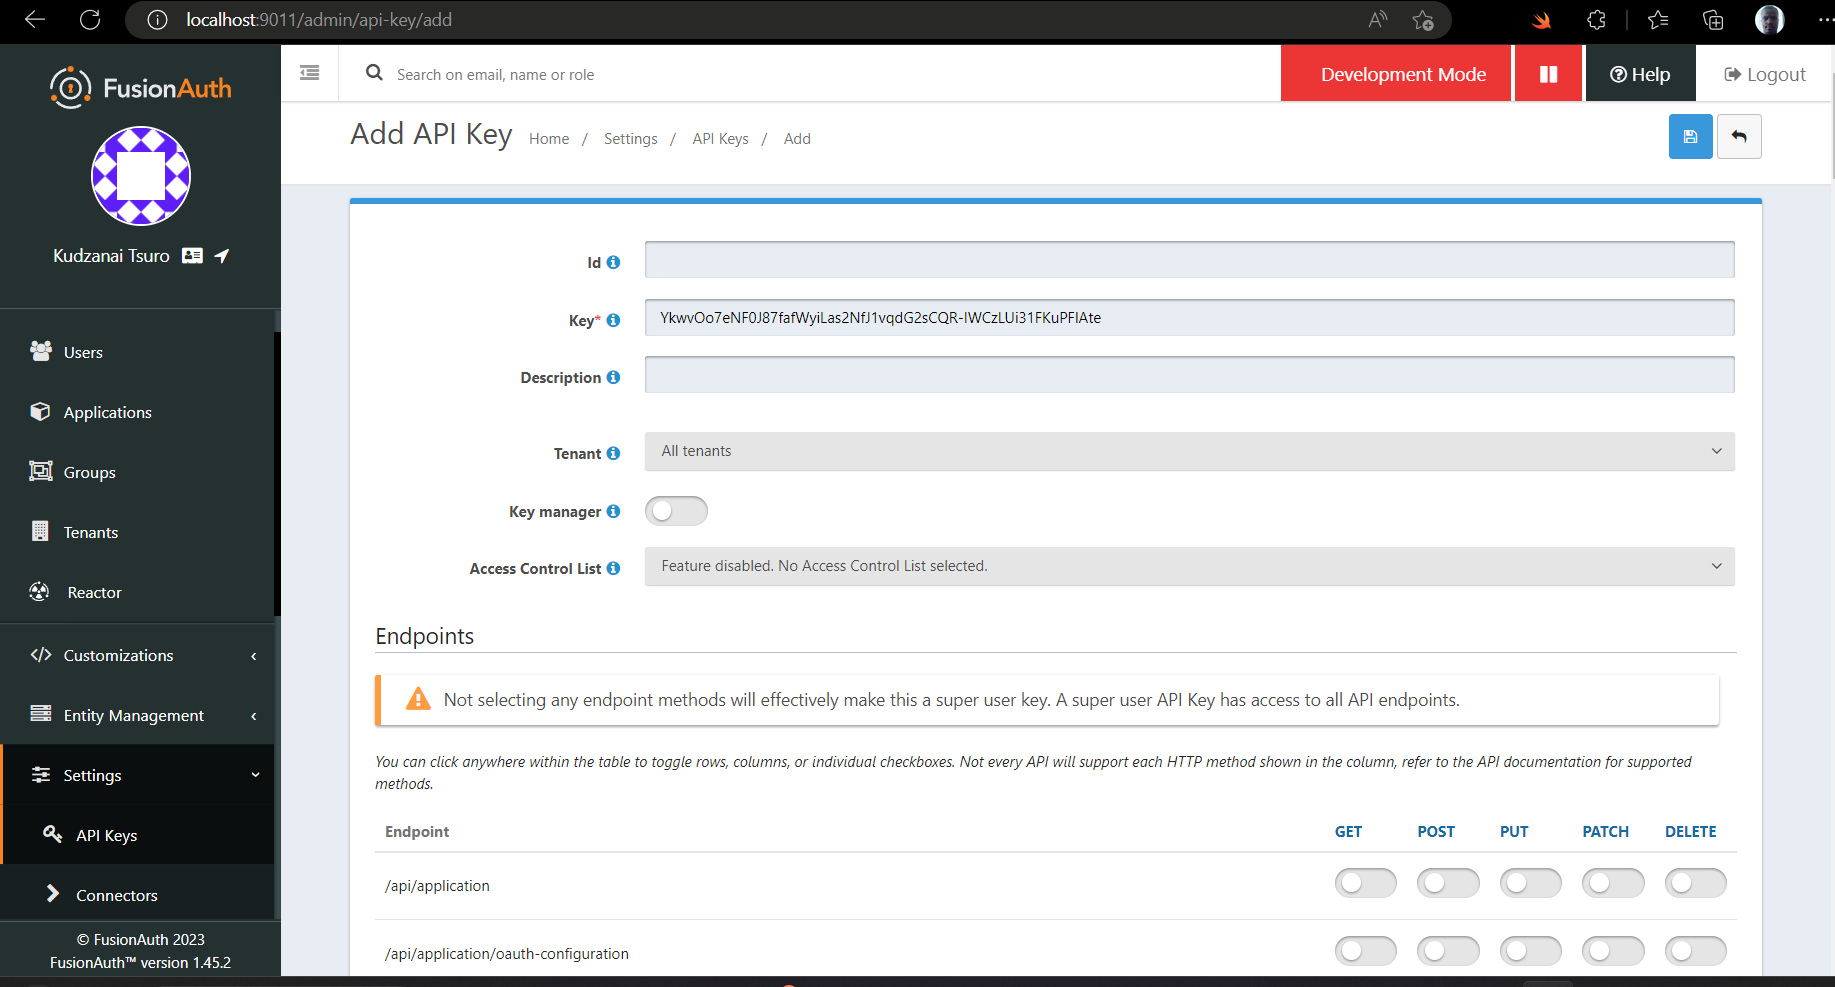 localhost:9011/admin/api-key/add
FusionAuth
Kudzanai Tsuro
Users
Applications
Groups
Tenants
Reactor
Customizations
Entity Management
Settings
API Keys
Connectors
© FusionAuth 2023
FusionAuth™ version 1.45.2
Search on email, name or role
Development Mode
Help
Logout
Add API Key Home / Settings / API Keys / Add
Id
Key* YkwvOo7eNF0J87fafWyiLas2NfJ1vqdG2sCQR-IWCzLUi31FKuPFIAte
Description
Tenant All tenants
Key manager
Access Control List Feature disabled. No Access Control List selected.
Endpoints
Not selecting any endpoint methods will effectively make this a super user key. A super user API Key has access to all API endpoints.
You can click anywhere within the table to toggle rows, columns, or individual checkboxes. Not every API will support each HTTP method shown in the column, refer to the API documentation for supported
methods.
Endpoint GET POST PUT PATCH DELETE
/api/application
/api/application/oauth-configuration